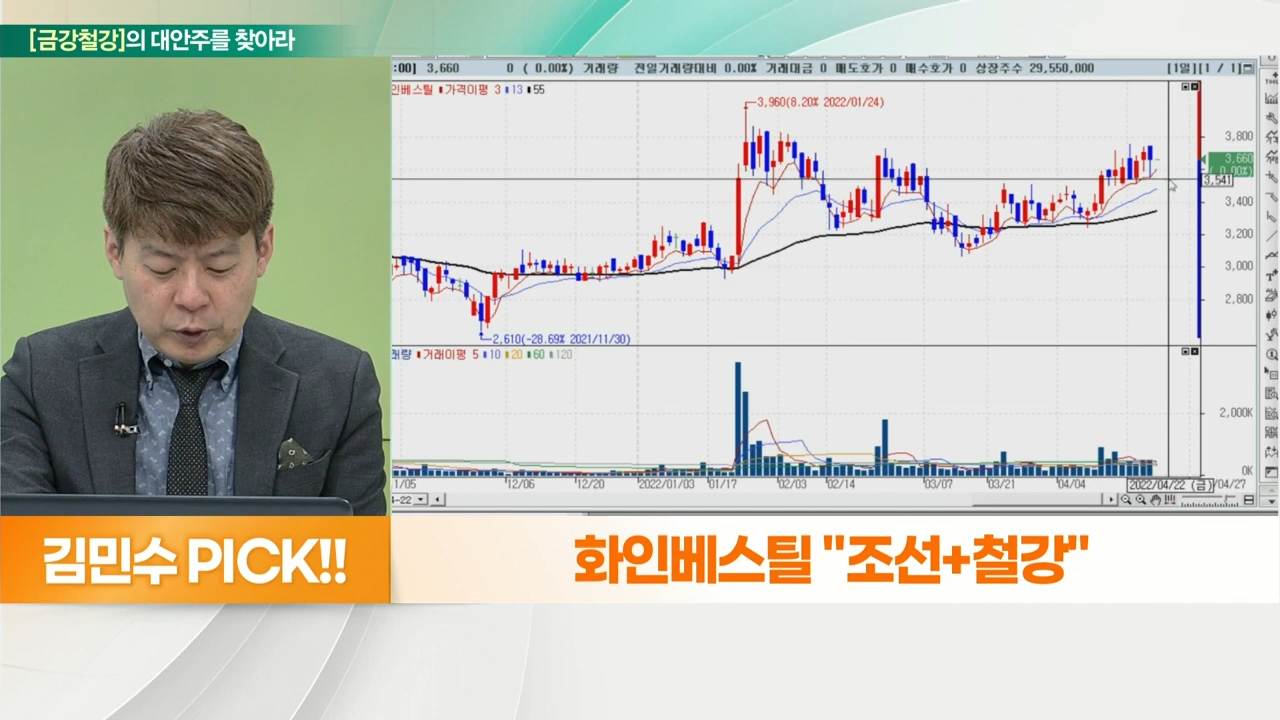 [금강철강]의 대안주를 찾아라
:00] 3,660 0 ( 0.00%) 거래량 전일거래량대비 0.00% 거래대금 0 매도호가 0 매수호가 0 상장주수 29,550,000 [1일][1 / 1]
인베스틸 가격이평 3 13 55
3,960(8.20% 2022/01/24)
3,800
3,660
( 0.00%)
3,541
3,400
3,200
3,000
2,800
2,610(-28.69% 2021/11/30)
래량 거래이평 5 10 20 60 120
2,000K
0K
1/05 12/06 12/20 2022/01/03 01/17 02/03 02/14 03/07 03/21 04/04 2022/04/22 (금) /04/27
4-22
김민수 PICK!!
화인베스틸 "조선+철강"